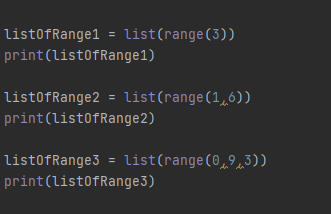 listOfRange1 = list(range(3))
print(listOfRange1)
listOfRange2 = list(range(1,6))
print(listOfRange2)
listOfRange3 = list(range(0,9,3))
print(listOfRange3)